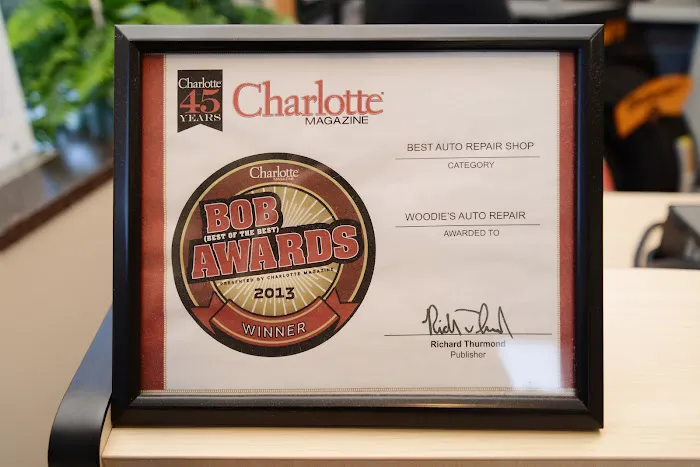 Charlotte
45
YEARS
Charlotte
MAGAZINE
BEST AUTO REPAIR SHOP
CATEGORY
WOODIE'S AUTO REPAIR
AWARDED TO
Charlotte
MAGAZINE
BOB
(BEST OF THE BEST)
AWARDS
PRESENTED BY CHARLOTTE MAGAZINE
2013
WINNER
Richard Thurmond
Publisher